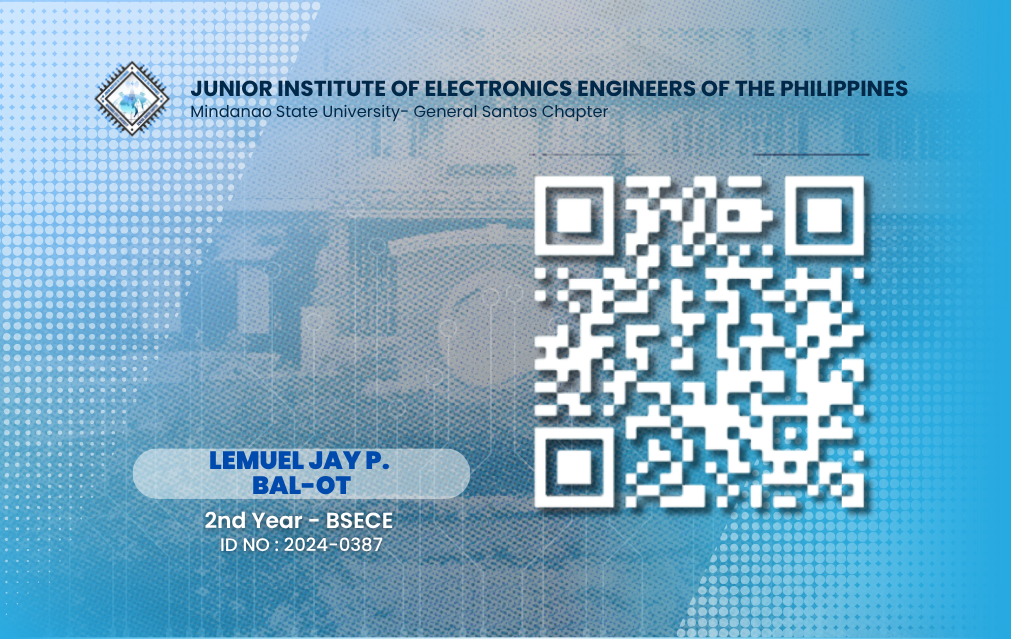 JUNIOR INSTITUTE OF ELECTRONICS ENGINEERS OF THE PHILIPPINES
Mindanao State University- General Santos Chapter
LEMUEL JAY P.
BAL-OT
2nd Year - BSECE
ID NO : 2024-0387